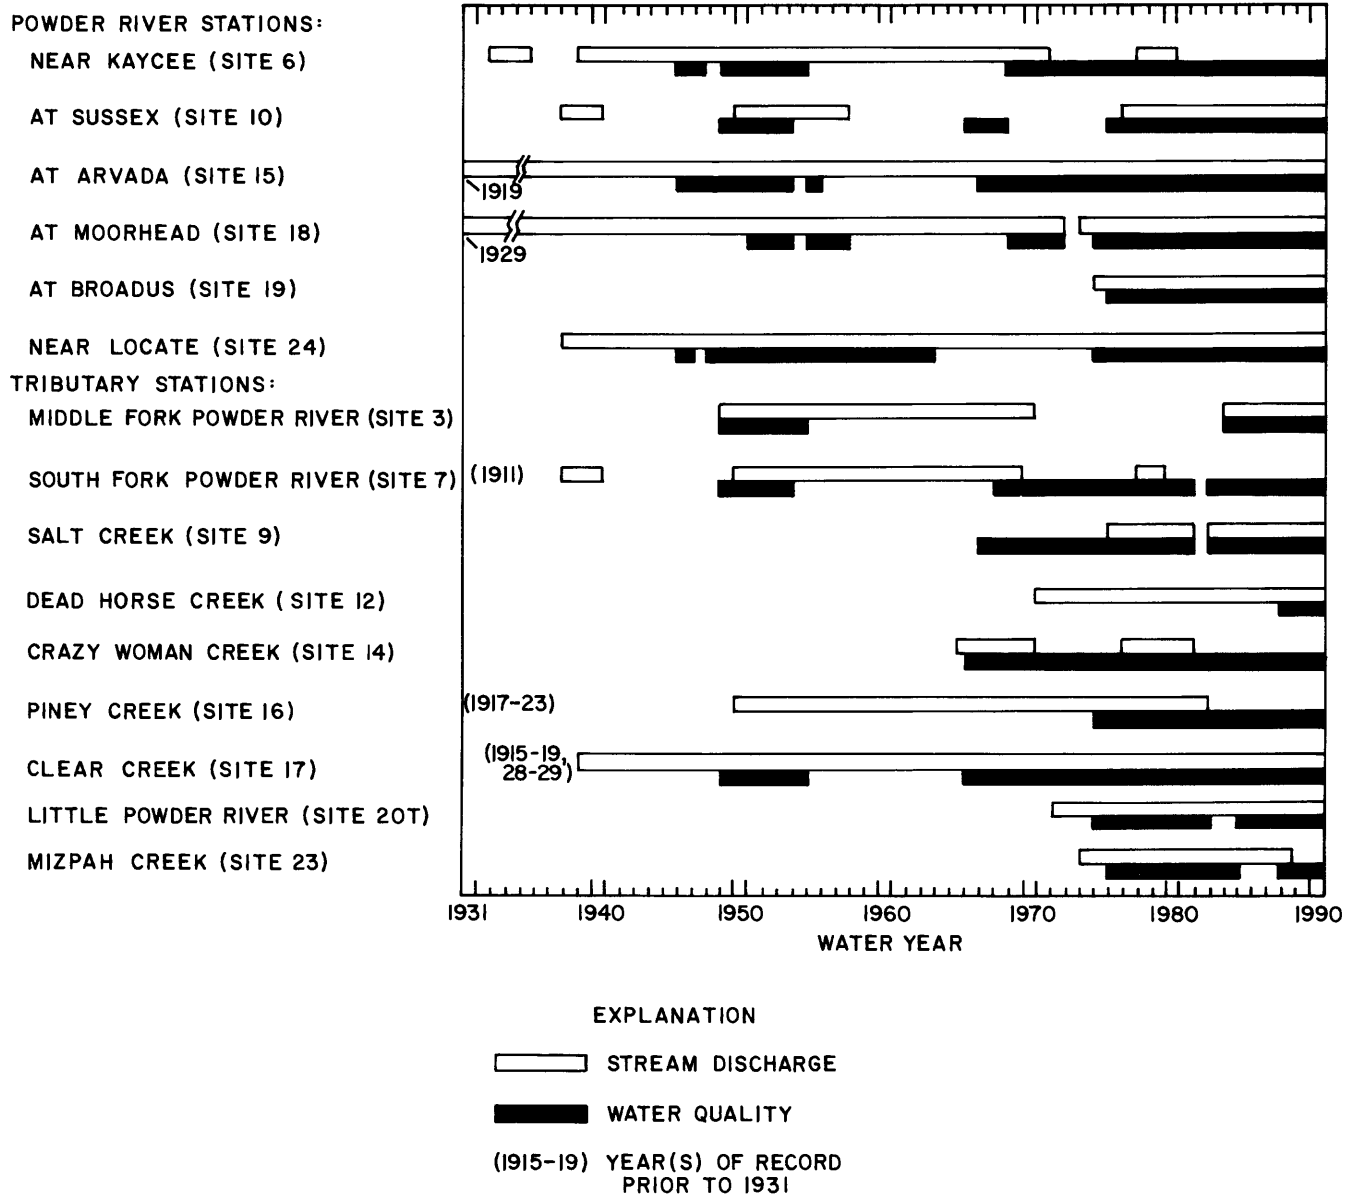 POWDER RIVER STATIONS:
NEAR KAYCEE (SITE 6)
AT SUSSEX (SITE 10)
AT ARVADA (SITE 15)
1919
AT MOORHEAD (SITE 18)
1929
AT BROADUS (SITE 19)
NEAR LOCATE (SITE 24)
TRIBUTARY STATIONS:
MIDDLE FORK POWDER RIVER (SITE 3)
SOUTH FORK POWDER RIVER (SITE 7) (1911)
SALT CREEK (SITE 9)
DEAD HORSE CREEK (SITE 12)
CRAZY WOMAN CREEK (SITE 14)
PINEY CREEK (SITE 16) (1917-23)
CLEAR CREEK (SITE 17) (1915-19,
28-29)
LITTLE POWDER RIVER (SITE 20T)
MIZPAH CREEK (SITE 23)
1931 1940 1950 1960 1970 1980 1990
WATER YEAR
EXPLANATION
STREAM DISCHARGE
WATER QUALITY
(1915-19) YEAR(S) OF RECORD
PRIOR TO 1931